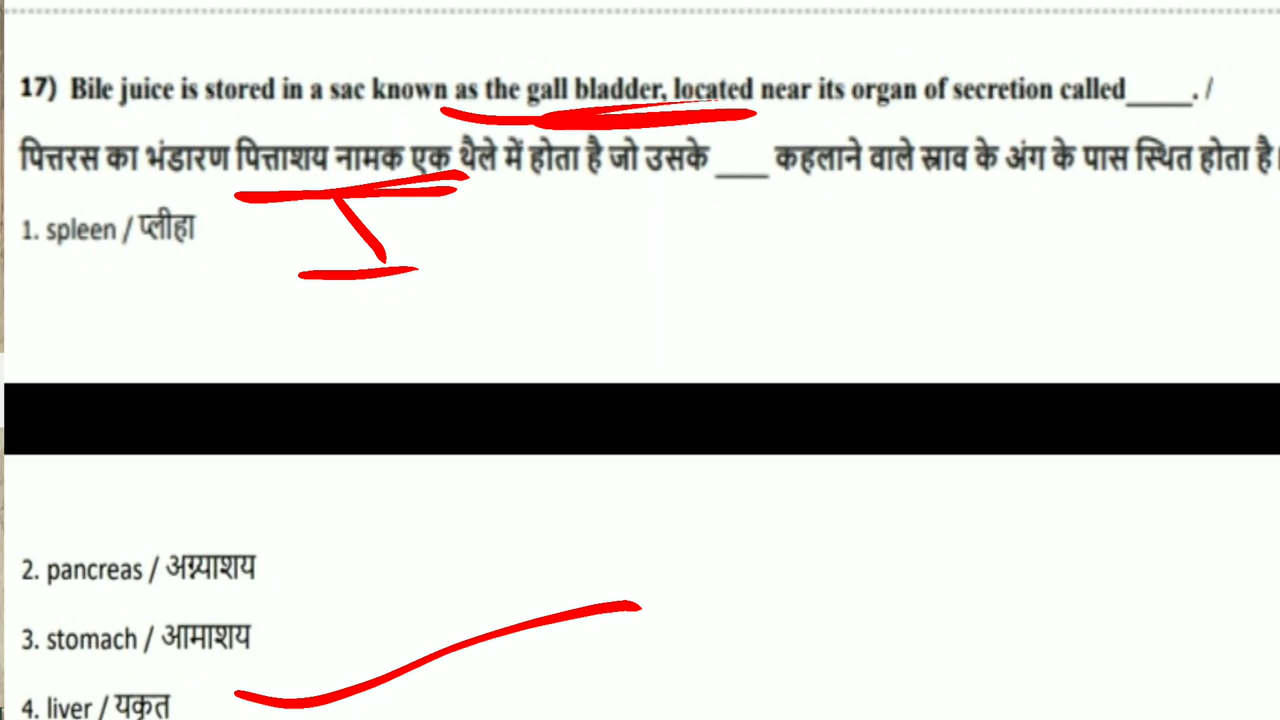 17) Bile juice is stored in a sac known as the gall bladder, located near its organ of secretion called_____. /
पित्तरस का भंडारण पित्ताशय नामक एक थैले में होता है जो उसके ____ कहलाने वाले स्राव के अंग के पास स्थित होता है।
1. spleen / प्लीहा
2. pancreas / अग्र्याशय
3. stomach / आमाशय
4. liver / यकृत